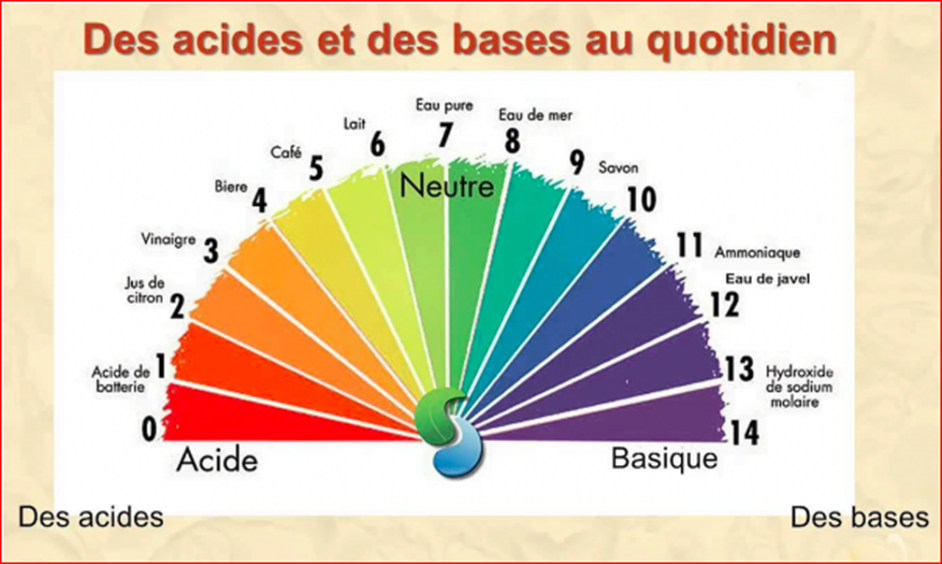 Des acides et des bases au quotidien
Eau pure
7
Eau de mer
8
Lait
6
9
Savon
Café
5
10
Biere
4
11
Ammoniaque
Vinaigre
3
Eau de javel
12
Jus de
citron
2
13
Hydroxide
de sodium
molaire
Acide de
batterie
1
14
0
Neutre
Acide
Basique
Des acides
Des bases